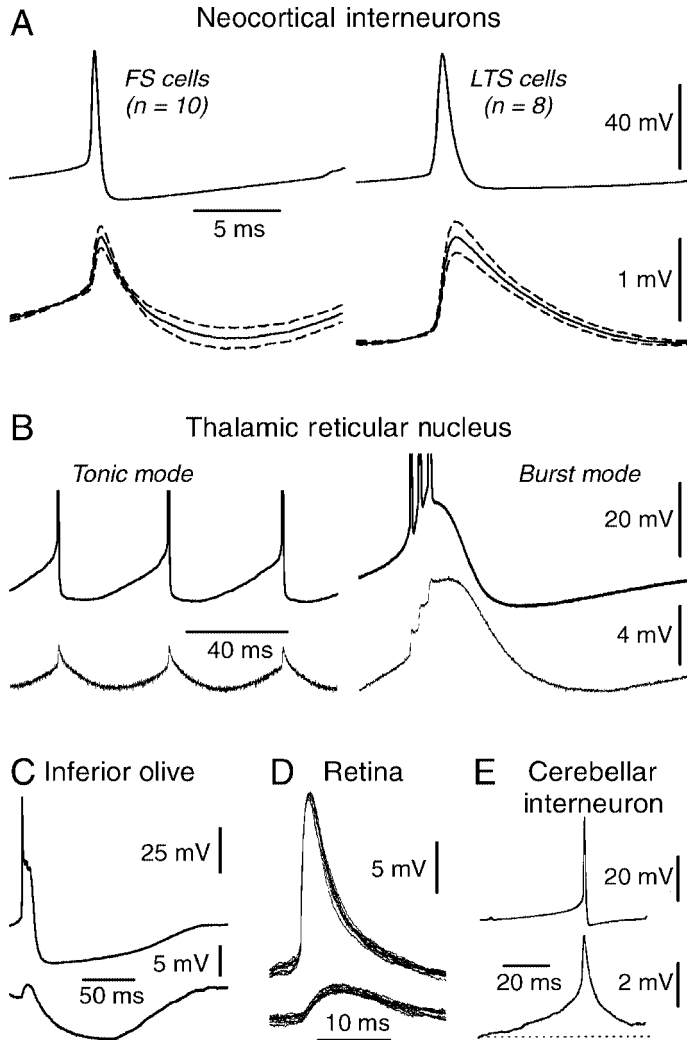 A
Neocortical interneurons
FS cells
(n = 10)
LTS cells
(n = 8)
40 mV
5 ms
1 mV
B
Thalamic reticular nucleus
Tonic mode
Burst mode
20 mV
40 ms
4 mV
C Inferior olive
25 mV
5 mV
50 ms
D Retina
5 mV
10 ms
E Cerebellar
interneuron
20 mV
20 ms
2 mV